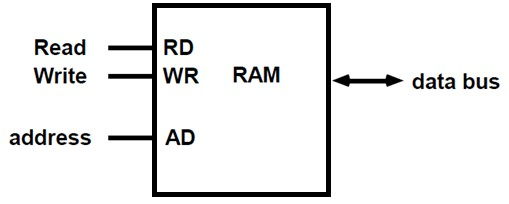 Read RD
Write WR RAM
data bus
address AD